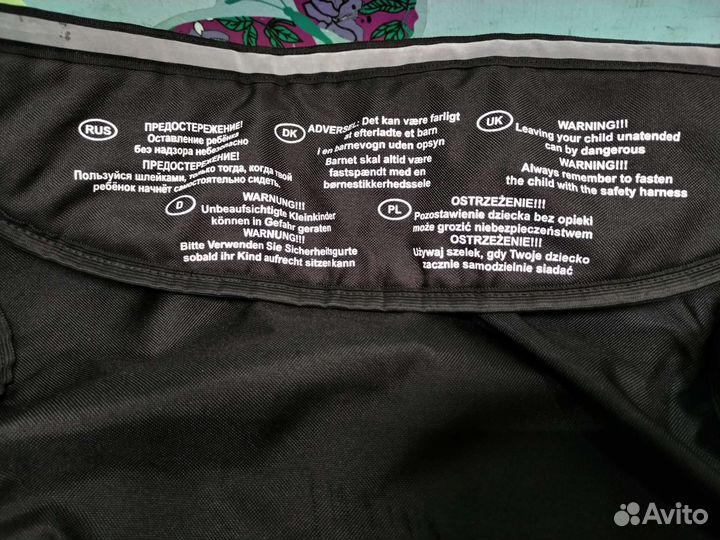 RUS
ПРЕДОСТЕРЕЖЕНИЕ!
Оставление ребёнка
без надзора небезопасно
ПРЕДОСТЕРЕЖЕНИЕ!
Пользуйся шлейками, только тогда, когда твой
ребёнок начнёт самостоятельно сидеть.
DK
ADVERSEL: Det kan være farligt
at efterladte et barn
i en barnevogn uden opsyn
Barnet skal altid være
fastspændt med en
børnestikkerhedssele
UK
WARNING!!!
Leaving your child unatended
can by dangerous
WARNING!!!
Always remember to fasten
the child with the safety harness
D
WARNUNG!!!
Unbeaufsichtigte Kleinkinder
können in Gefahr geraten
WARNUNG!!!
Bitte Verwenden Sie Sicherheitsgurte
sobald ihr Kind aufrecht sitzen kann
PL
OSTRZEŻENIE!!!
Pozostawienie dziecka bez opieki
może grozić niebezpieczeństwem
OSTRZEŻENIE!!!
Używaj szelek, gdy Twoje dziecko
zacznie samodzielnie siadać
Avito